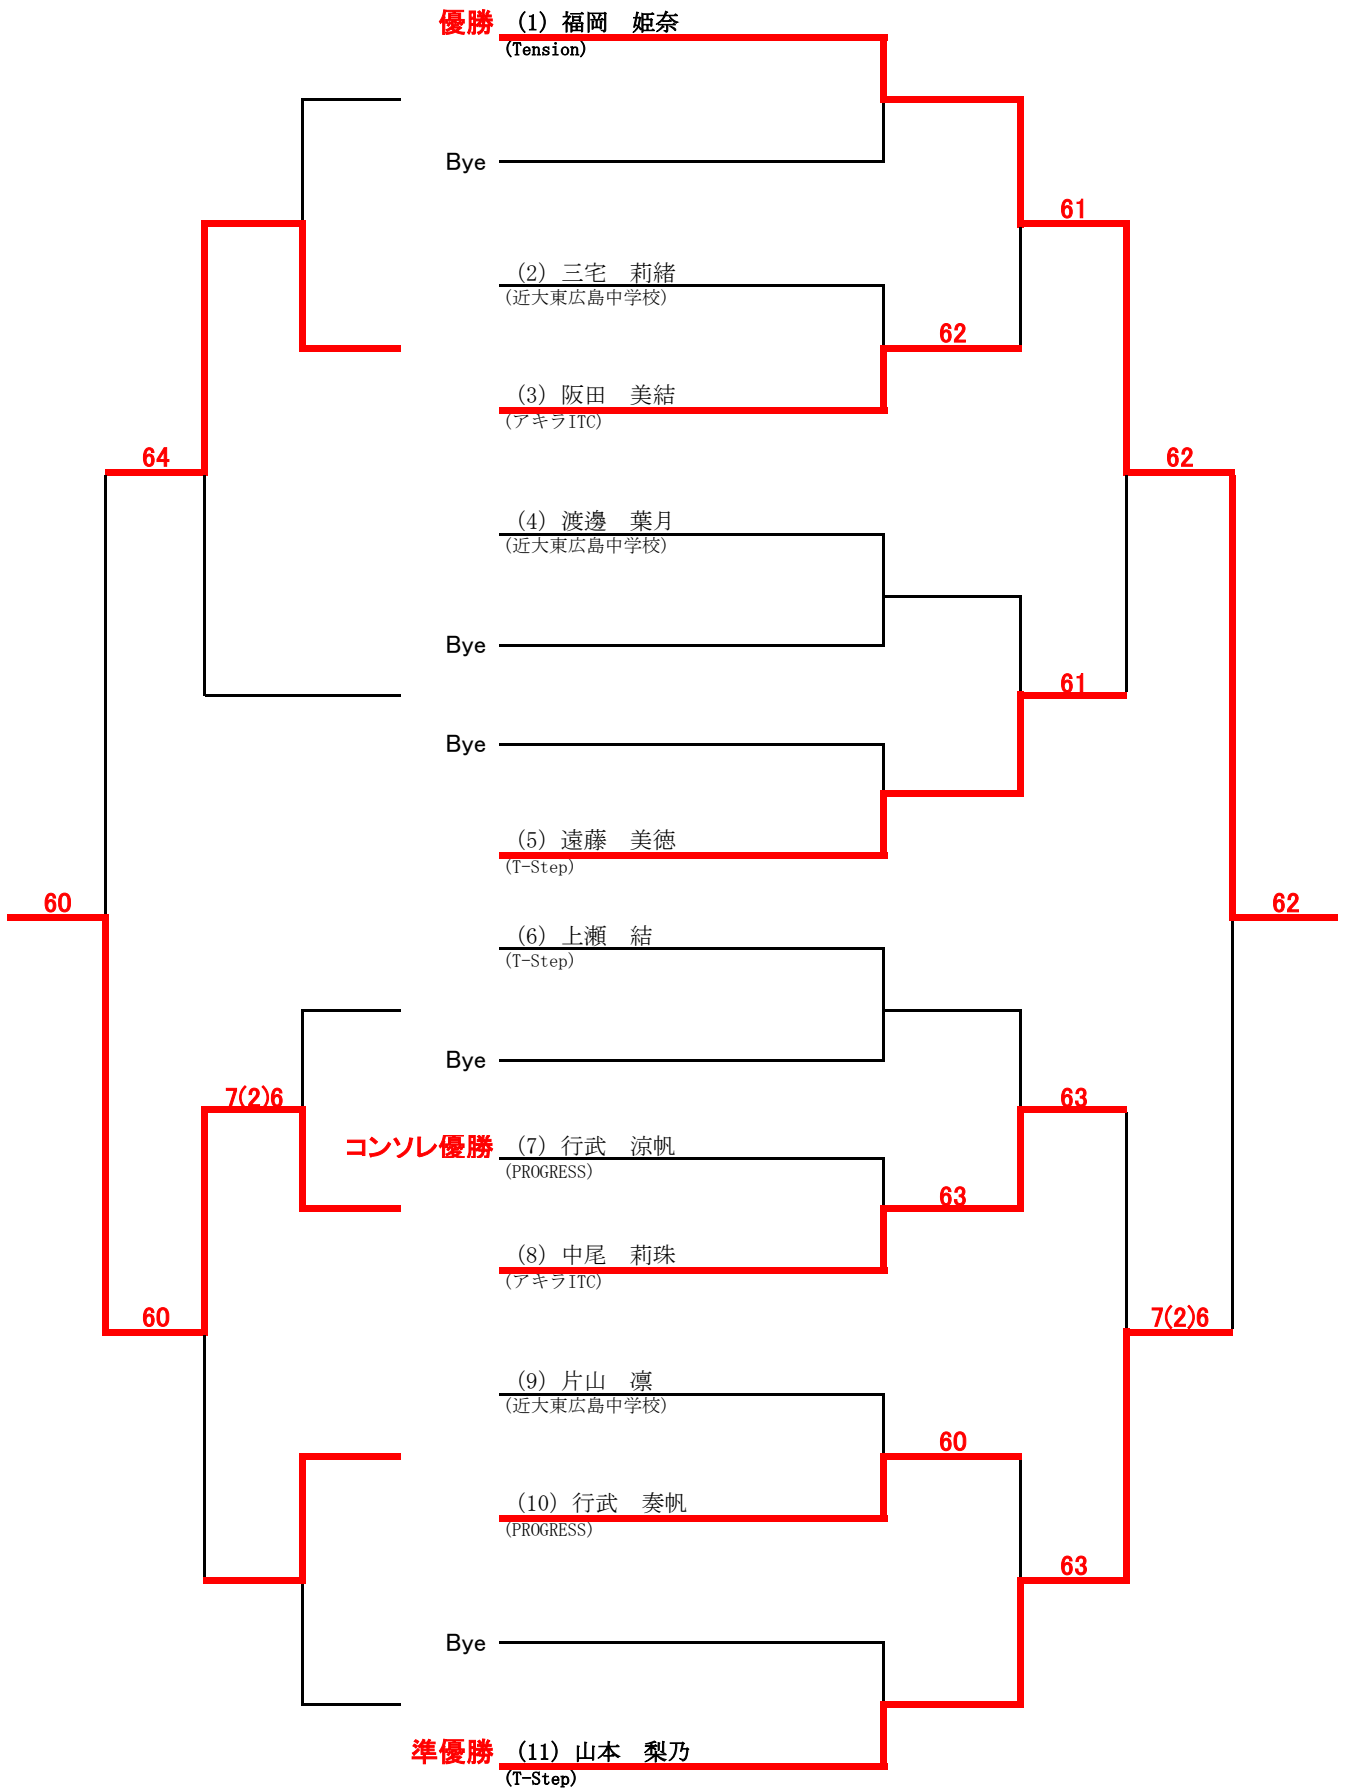 優勝 (1) 福岡　姫奈
(Tension)
Bye
61
(2) 三宅　莉緒
(近大東広島中学校)
62
(3) 阪田　美結
(アキラITC)
64
62
(4) 渡邊　葉月
(近大東広島中学校)
Bye
61
Bye
(5) 遠藤　美徳
(T-Step)
60
62
(6) 上瀬　結
(T-Step)
Bye
7(2)6
63
コンソレ優勝 (7) 行武　涼帆
(PROGRESS)
63
(8) 中尾　莉珠
(アキラITC)
60
7(2)6
(9) 片山　凛
(近大東広島中学校)
60
(10) 行武　奏帆
(PROGRESS)
63
Bye
準優勝 (11) 山本　梨乃
(T-Step)